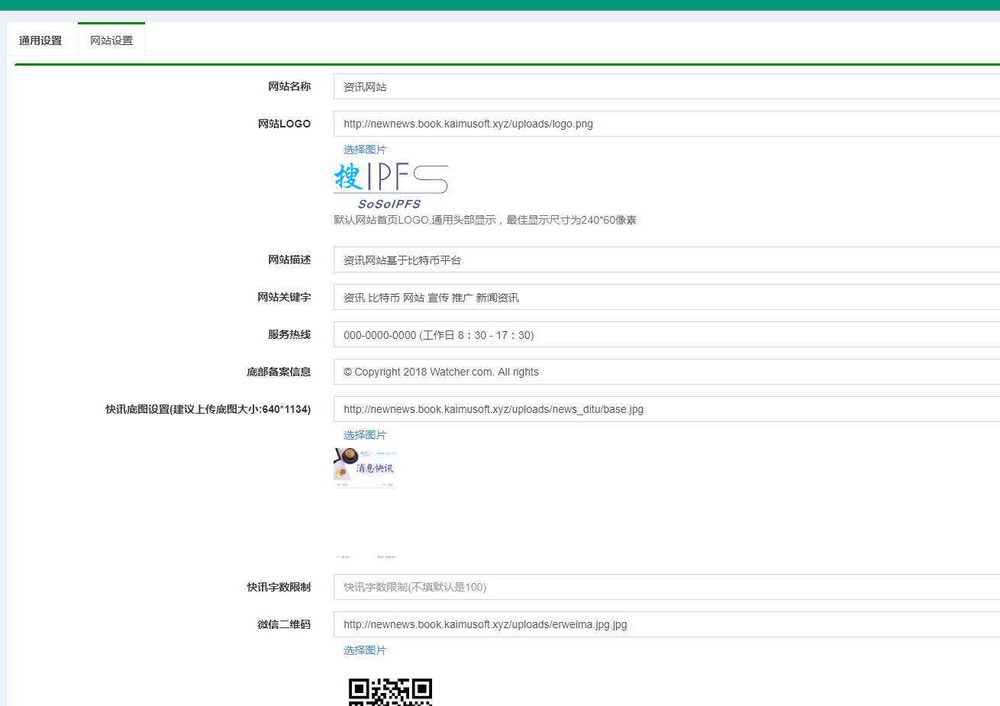 通用设置
网站设置
网站名称
资讯网站
网站LOGO
http://newnews.book.kaimusoft.xyz/uploads/logo.png
选择图片
搜IPFS
SoSoIPFS
默认网站首页LOGO,通用头部显示，最佳显示尺寸为240*60像素
网站描述
资讯网站基于比特币平台
网站关键字
资讯 比特币 网站 宣传 推广 新闻资讯
服务热线
000-0000-0000 (工作日 8：30 - 17：30)
底部备案信息
© Copyright 2018 Watcher.com. All rights
快讯底图设置(建议上传底图大小:640*1134)
http://newnews.book.kaimusoft.xyz/uploads/news_ditu/base.jpg
选择图片
消息快讯
快讯字数限制
快讯字数限制(不填默认是100)
微信二维码
http://newnews.book.kaimusoft.xyz/uploads/erweima.jpg.jpg
选择图片